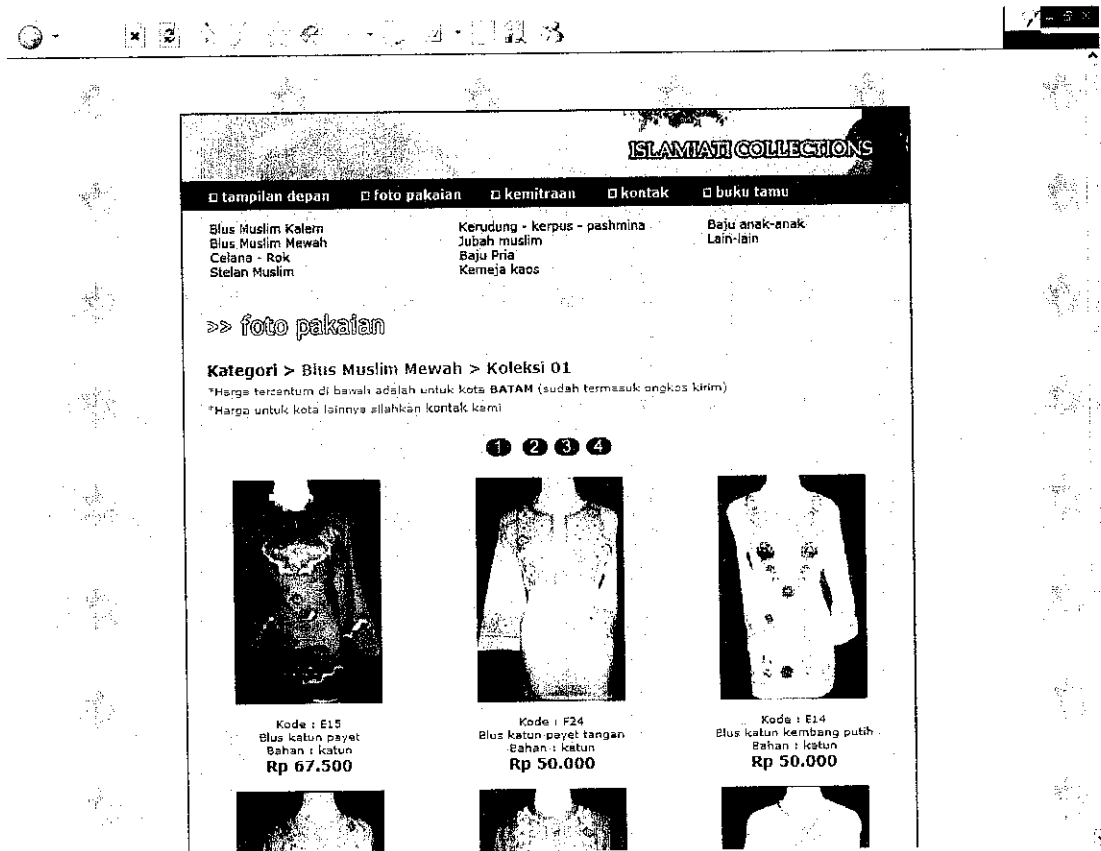 ISLAMIATI COLLECTIONS
tampilan depan foto pakaian kemitraan kontak buku tamu
Blus Muslim Kalem
Blus Muslim Mewah
Celana - Rok
Stelan Muslim
Kerudung - kerpus - pashmina
Jubah muslim
Baju Pria
Kemeja kaos
Baju anak-anak
Lain-lain
>> foto pakaian
Kategori > Blus Muslim Mewah > Koleksi 01
*Harga tercantum di bawah adalah untuk kota BATAM (sudah termasuk ongkos kirim)
*Harga untuk kota lainnya silahkan kontak kami
1 2 3 4
Kode : E15
Blus katun payet
Bahan : katun
Rp 67.500
Kode : F24
Blus katun payet tangan
Bahan : katun
Rp 50.000
Kode : E14
Blus katun kembang putih
Bahan : katun
Rp 50.000